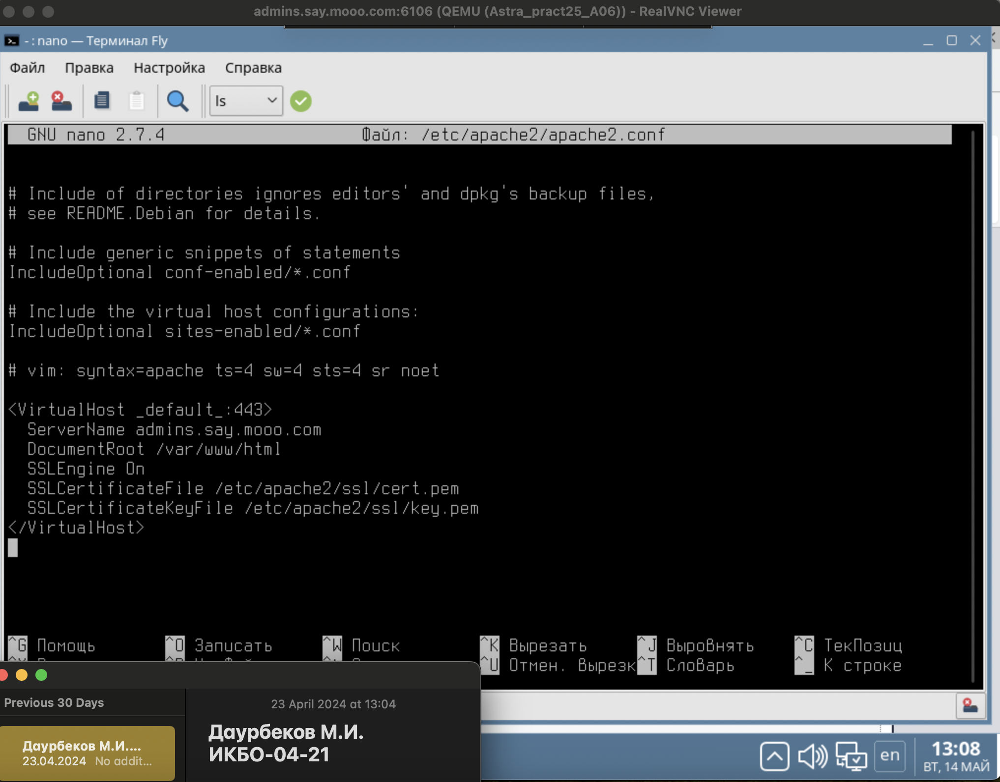 admins.say.mooo.com:6106 (QEMU (Astra_pract25_A06)) - RealVNC Viewer
- : nano — Терминал Fly
Файл Правка Настройка Справка
ls
GNU nano 2.7.4 Файл: /etc/apache2/apache2.conf
# Include of directories ignores editors' and dpkg's backup files,
# see README.Debian for details.
# Include generic snippets of statements
IncludeOptional conf-enabled/*.conf
# Include the virtual host configurations:
IncludeOptional sites-enabled/*.conf
# vim: syntax=apache ts=4 sw=4 sts=4 sr noet
<VirtualHost _default_:443>
ServerName admins.say.mooo.com
DocumentRoot /var/www/html
SSLEngine On
SSLCertificateFile /etc/apache2/ssl/cert.pem
SSLCertificateKeyFile /etc/apache2/ssl/key.pem
</VirtualHost>
^G Помощь ^O Записать ^W Поиск ^K Вырезать ^J Выровнять ^C ТекПозиц
^U Отмен. Вырезк ^T Словарь ^_ К строке
Previous 30 Days
23 April 2024 at 13:04
Даурбеков М.И.
ИКБО-04-21
Даурбеков М.И....
23.04.2024 No addit...
en
13:08
ВТ, 14 МАЙ